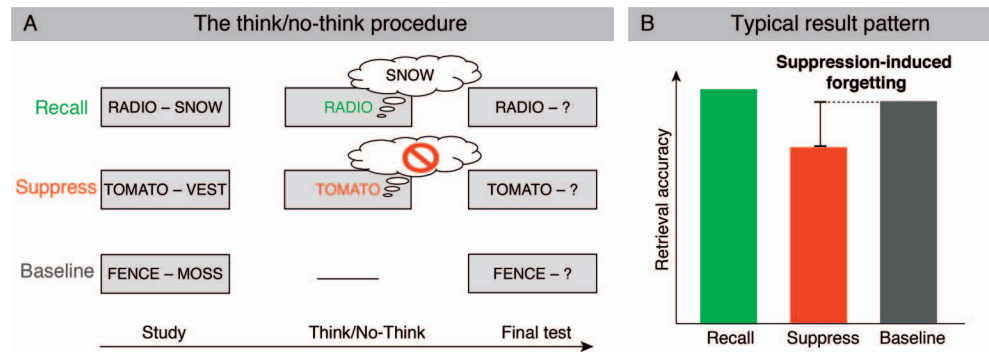 A The think/no-think procedure
Recall
RADIO – SNOW
SNOW
RADIO
RADIO – ?
Suppress
TOMATO – VEST
TOMATO
TOMATO – ?
Baseline
FENCE – MOSS
FENCE – ?
Study
Think/No-Think
Final test
B Typical result pattern
Suppression-induced
forgetting
Retrieval accuracy
Recall
Suppress
Baseline